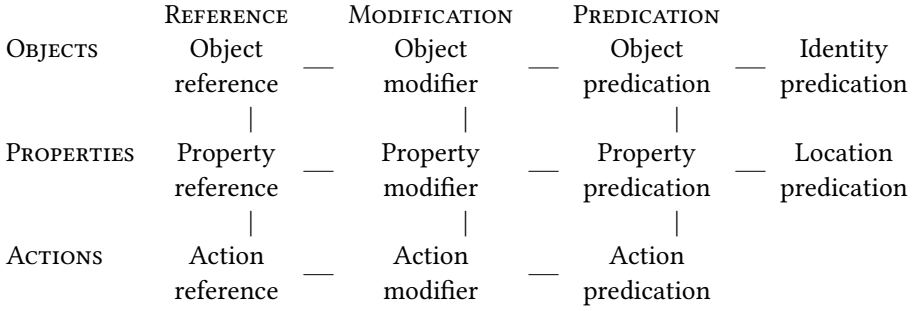 REFERENCE MODIFICATION PREDICATION
OBJECTS Object Object Object Identity
reference — modifier — predication — predication
| | |
PROPERTIES Property Property Property Location
reference — modifier — predication — predication
| | |
ACTIONS Action Action Action
reference — modifier — predication